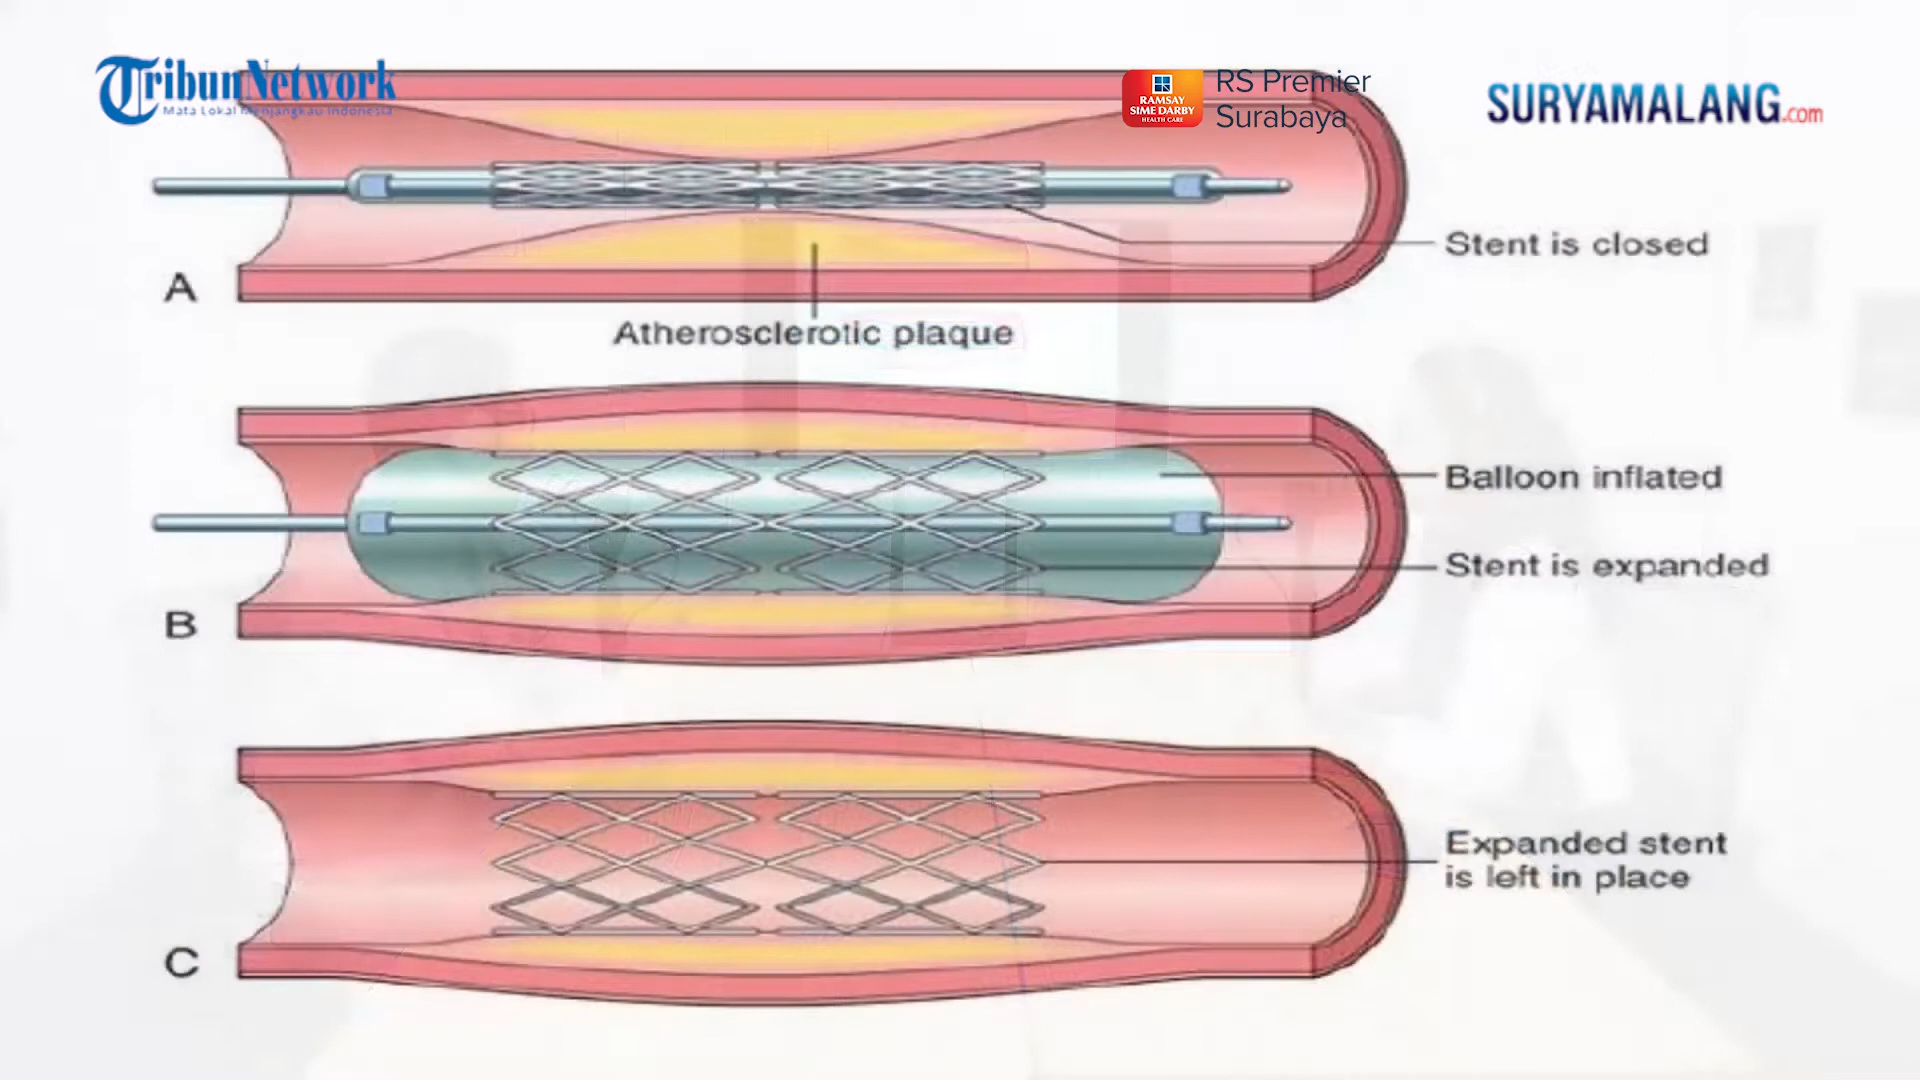 TribunNetwork
Mata Lokal Menjangkau Indonesia
RAMSAY
SIME DARBY
HEALTH CARE
RS Premier
Surabaya
SURYAMALANG.com
Stent is closed
A
Atherosclerotic plaque
Balloon inflated
Stent is expanded
B
Expanded stent
is left in place
C